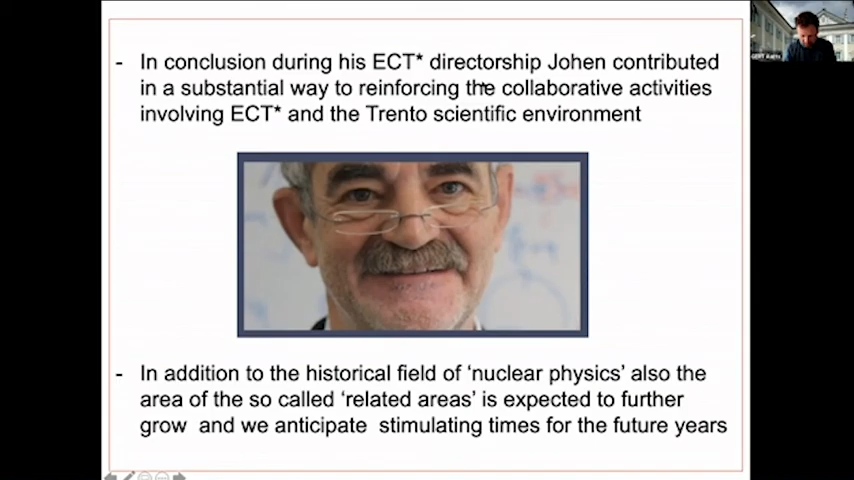 - In conclusion during his ECT* directorship Johen contributed
in a substantial way to reinforcing the collaborative activities
involving ECT* and the Trento scientific environment
- In addition to the historical field of ‘nuclear physics’ also the
area of the so called ‘related areas’ is expected to further
grow and we anticipate stimulating times for the future years